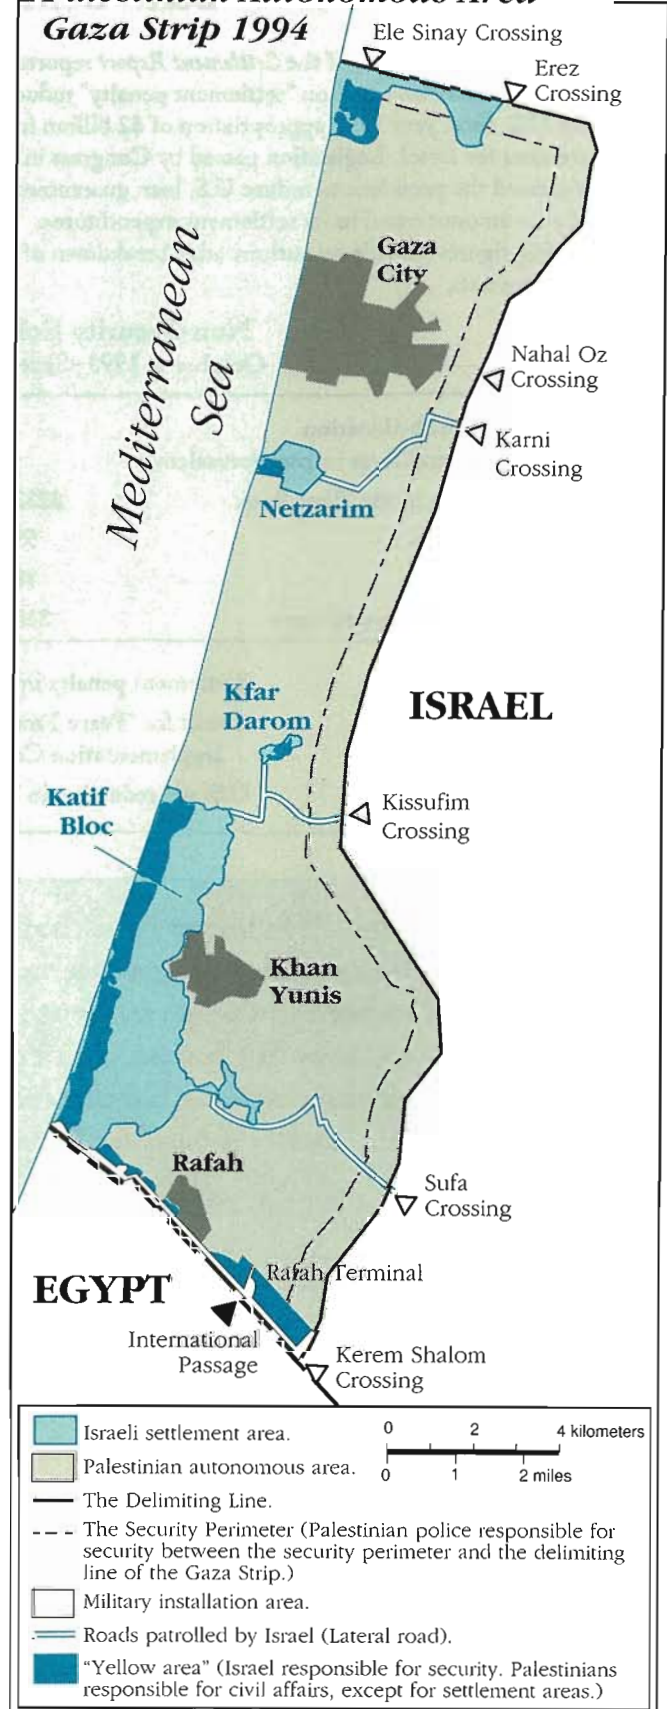 Palestinian Autonomous Area
Gaza Strip 1994
Ele Sinay Crossing
Erez
Crossing
Gaza
City
Mediterranean
Sea
Nahal Oz
Crossing
Karni
Crossing
Netzarim
Kfar
Darom
ISRAEL
Katif
Bloc
Kissufim
Crossing
Khan
Yunis
Rafah
Sufa
Crossing
EGYPT
Rafah Terminal
International
Passage
Kerem Shalom
Crossing
Israeli settlement area.
0 2 4 kilometers
Palestinian autonomous area.
0 1 2 miles
The Delimiting Line.
The Security Perimeter (Palestinian police responsible for
security between the security perimeter and the delimiting
line of the Gaza Strip.)
Military installation area.
Roads patrolled by Israel (Lateral road).
"Yellow area" (Israel responsible for security. Palestinians
responsible for civil affairs, except for settlement areas.)